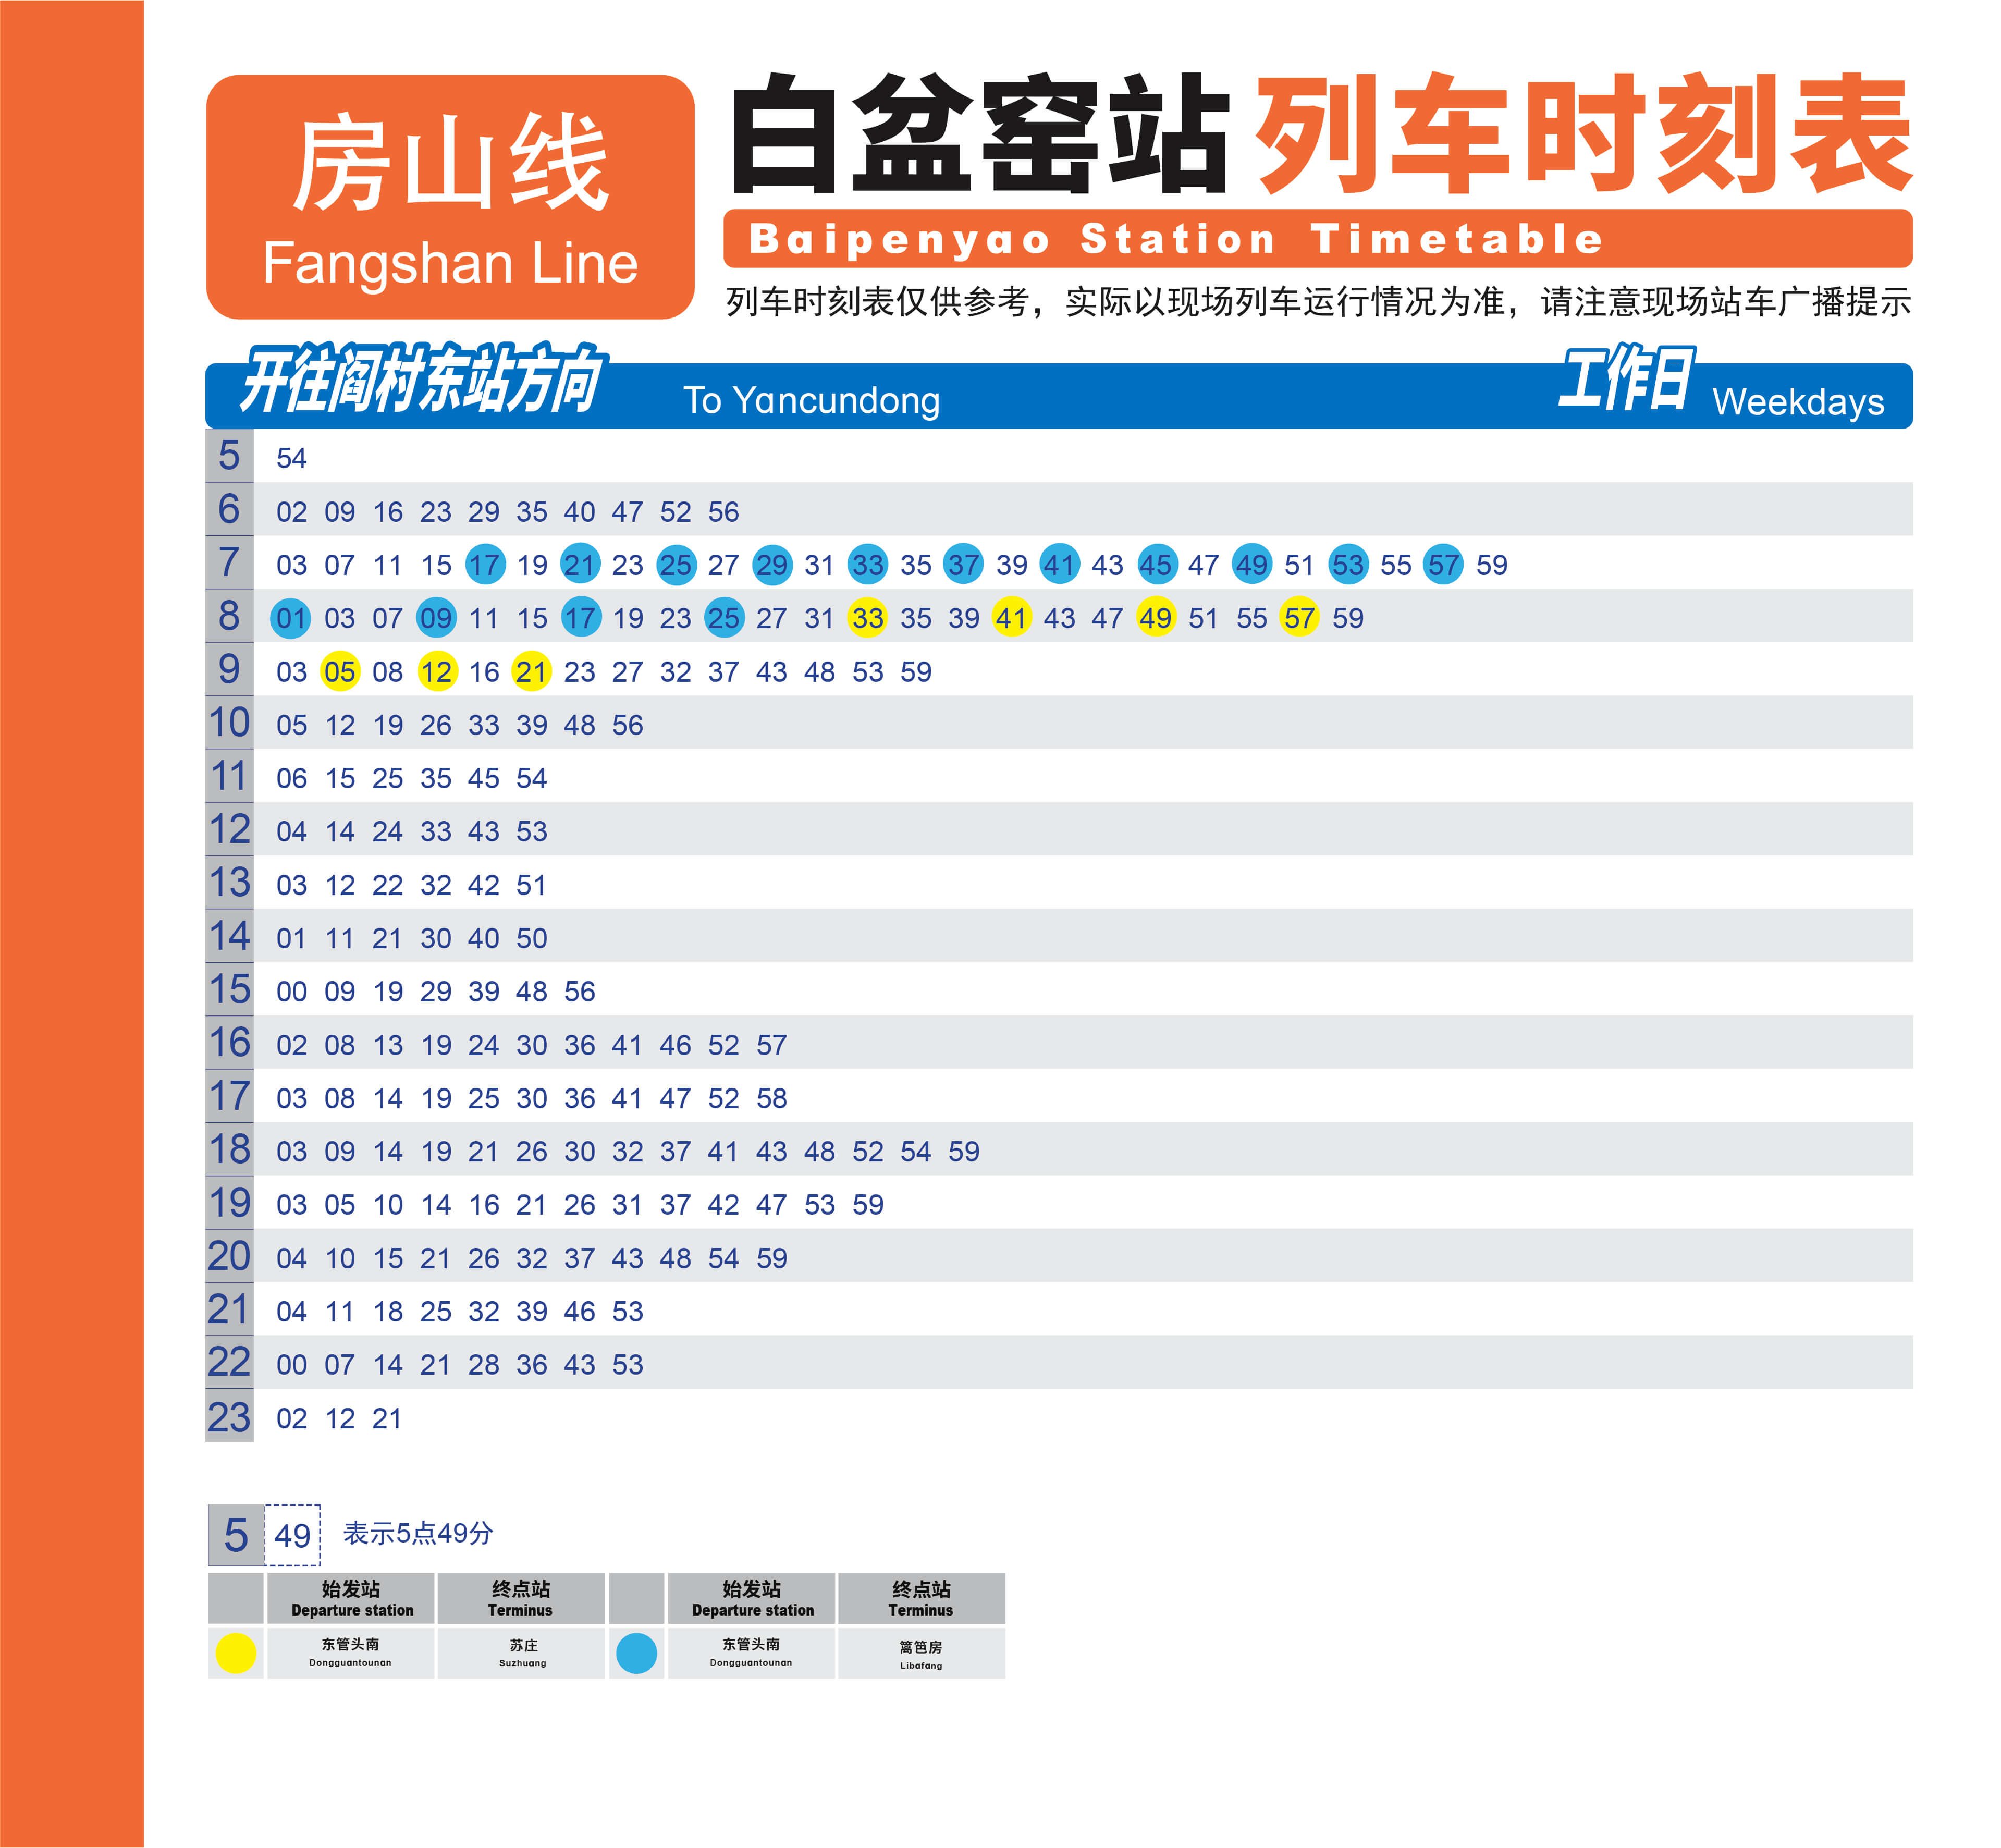 房山线
Fangshan Line
白盆窑站 列车时刻表
Baipenyao Station Timetable
列车时刻表仅供参考，实际以现场列车运行情况为准，请注意现场站车广播提示
开往阎村东站方向 To Yancundong 工作日 Weekdays
5 54
6 02 09 16 23 29 35 40 47 52 56
7 03 07 11 15 17 19 21 23 25 27 29 31 33 35 37 39 41 43 45 47 49 51 53 55 57 59
8 01 03 07 09 11 15 17 19 23 25 27 31 33 35 39 41 43 47 49 51 55 57 59
9 03 05 08 12 16 21 23 27 32 37 43 48 53 59
10 05 12 19 26 33 39 48 56
11 06 15 25 35 45 54
12 04 14 24 33 43 53
13 03 12 22 32 42 51
14 01 11 21 30 40 50
15 00 09 19 29 39 48 56
16 02 08 13 19 24 30 36 41 46 52 57
17 03 08 14 19 25 30 36 41 47 52 58
18 03 09 14 19 21 26 30 32 37 41 43 48 52 54 59
19 03 05 10 14 16 21 26 31 37 42 47 53 59
20 04 10 15 21 26 32 37 43 48 54 59
21 04 11 18 25 32 39 46 53
22 00 07 14 21 28 36 43 53
23 02 12 21
5 49 表示5点49分
始发站 终点站 始发站 终点站
Departure station Terminus Departure station Terminus
东管头南 苏庄 东管头南 篱笆房
Dongguantounan Suzhuang Dongguantounan Libafang